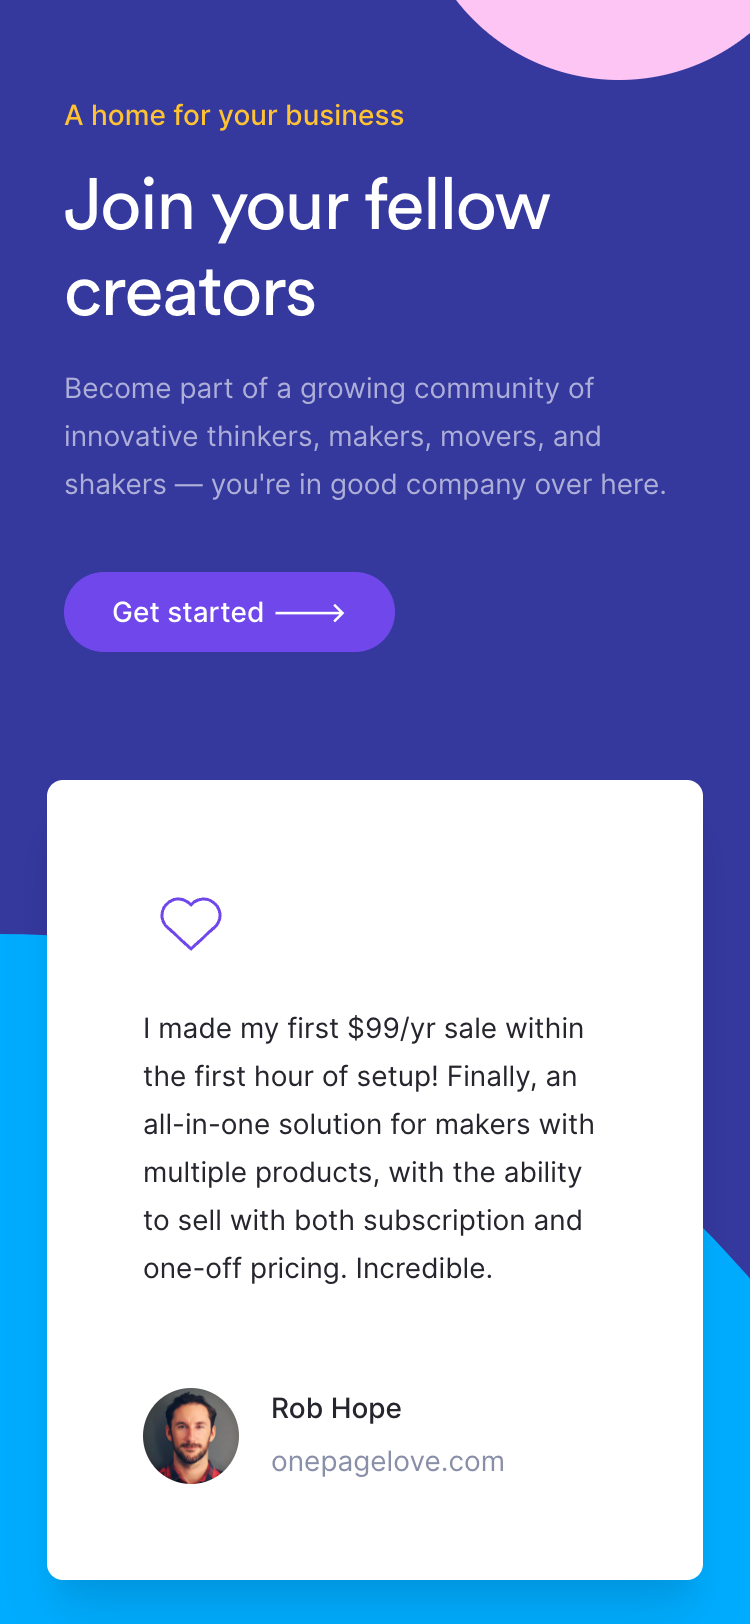 A home for your business
Join your fellow
creators
Become part of a growing community of
innovative thinkers, makers, movers, and
shakers — you're in good company over here.
Get started
I made my first $99/yr sale within
the first hour of setup! Finally, an
all-in-one solution for makers with
multiple products, with the ability
to sell with both subscription and
one-off pricing. Incredible.
Rob Hope
onepagelove.com